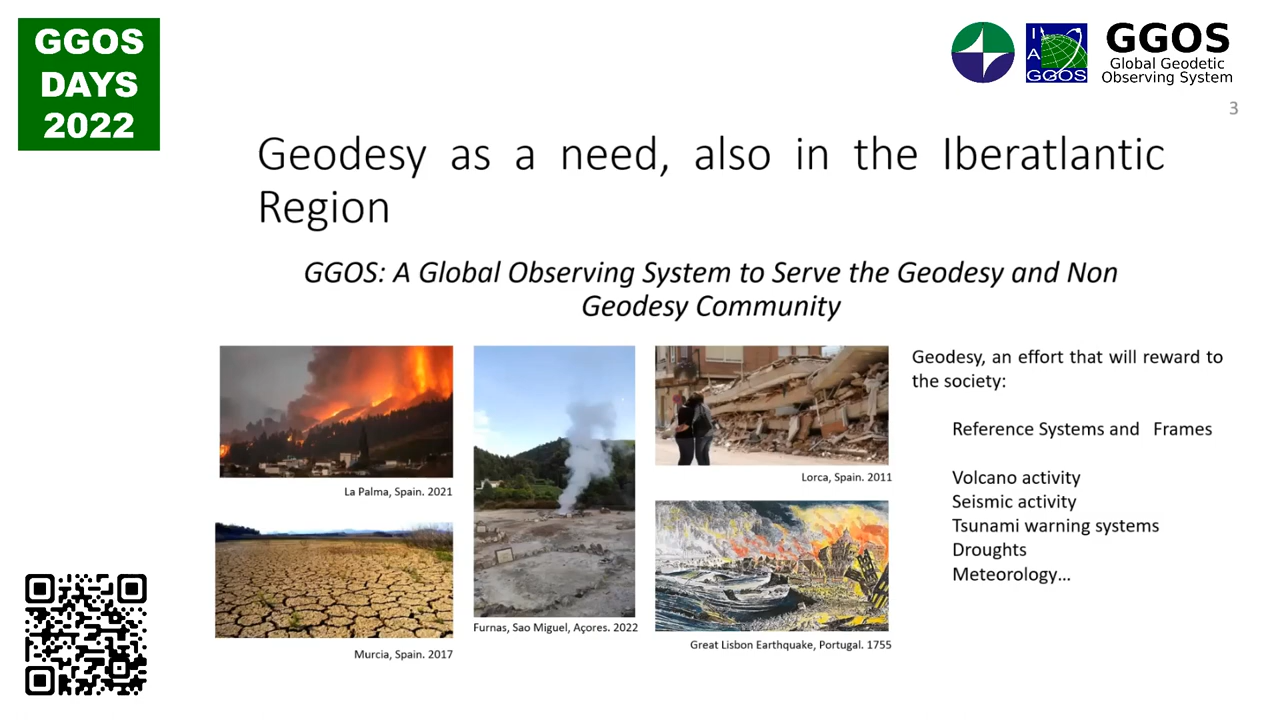 GGOS
DAYS
2022
I
A
G
GGOS
GGOS
Global Geodetic
Observing System
3
Geodesy as a need, also in the Iberatlantic
Region
GGOS: A Global Observing System to Serve the Geodesy and Non
Geodesy Community
La Palma, Spain. 2021
Murcia, Spain. 2017
Furnas, Sao Miguel, Açores. 2022
Lorca, Spain. 2011
Great Lisbon Earthquake, Portugal. 1755
Geodesy, an effort that will reward to
the society:
Reference Systems and Frames
Volcano activity
Seismic activity
Tsunami warning systems
Droughts
Meteorology…